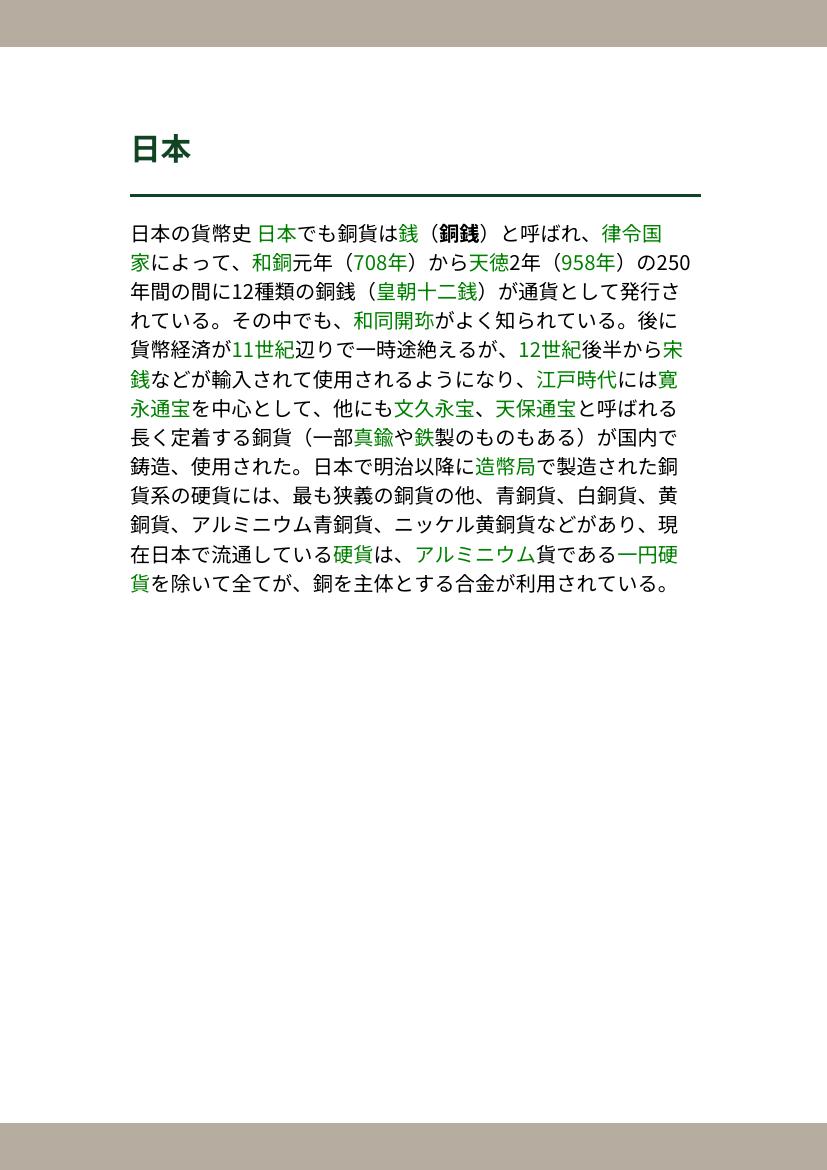 日本
日本の貨幣史 日本でも銅貨は銭（銅銭）と呼ばれ、律令国
家によって、和銅元年（708年）から天徳2年（958年）の250
年間の間に12種類の銅銭（皇朝十二銭）が通貨として発行さ
れている。その中でも、和同開珎がよく知られている。後に
貨幣経済が11世紀辺りで一時途絶えるが、12世紀後半から宋
銭などが輸入されて使用されるようになり、江戸時代には寛
永通宝を中心として、他にも文久永宝、天保通宝と呼ばれる
長く定着する銅貨（一部真鍮や鉄製のものもある）が国内で
鋳造、使用された。日本で明治以降に造幣局で製造された銅
貨系の硬貨には、最も狭義の銅貨の他、青銅貨、白銅貨、黄
銅貨、アルミニウム青銅貨、ニッケル黄銅貨などがあり、現
在日本で流通している硬貨は、アルミニウム貨である一円硬
貨を除いて全てが、銅を主体とする合金が利用されている。